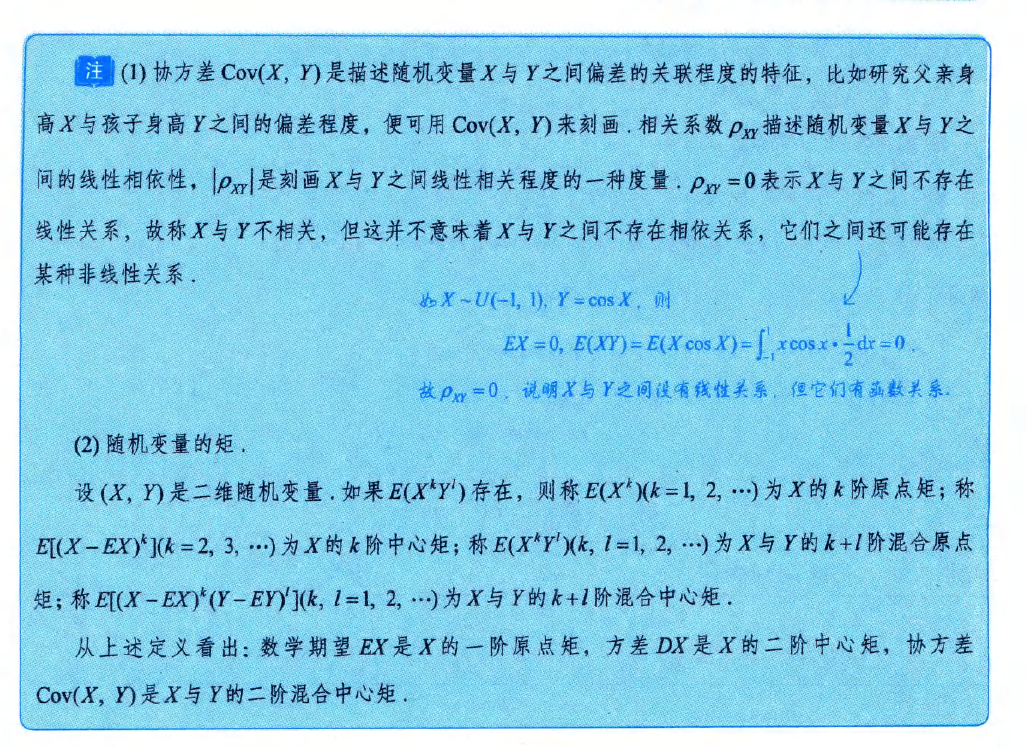 注 (1) 协方差 Cov(X, Y) 是描述随机变量 X 与 Y 之间偏差的关联程度的特征，比如研究父亲身
高 X 与孩子身高 Y 之间的偏差程度，便可用 Cov(X, Y) 来刻画．相关系数 ρ_{XY} 描述随机变量 X 与 Y 之
间的线性相依性，|ρ_{XY}| 是刻画 X 与 Y 之间线性相关程度的一种度量．ρ_{XY} = 0 表示 X 与 Y 之间不存在
线性关系，故称 X 与 Y 不相关，但这并不意味着 X 与 Y 之间不存在相依关系，它们之间还可能存在
某种非线性关系．
如 X ~ U(−1, 1), Y = cos X，则
EX = 0, E(XY) = E(X cos X) = ∫_{-1}^{1} x cos x · \frac{1}{2} dx = 0．
故 ρ_{XY} = 0，说明 X 与 Y 之间没有线性关系，但它们有函数关系．
(2) 随机变量的矩．
设 (X, Y) 是二维随机变量．如果 E(X^k Y^l) 存在，则称 E(X^k)(k = 1, 2, ⋯) 为 X 的 k 阶原点矩；称
E[(X − EX)^k](k = 2, 3, ⋯) 为 X 的 k 阶中心矩；称 E(X^k Y^l)(k, l = 1, 2, ⋯) 为 X 与 Y 的 k + l 阶混合原点
矩；称 E[(X − EX)^k (Y − EY)^l](k, l = 1, 2, ⋯) 为 X 与 Y 的 k + l 阶混合中心矩．
从上述定义看出：数学期望 EX 是 X 的一阶原点矩，方差 DX 是 X 的二阶中心矩，协方差
Cov(X, Y) 是 X 与 Y 的二阶混合中心矩．